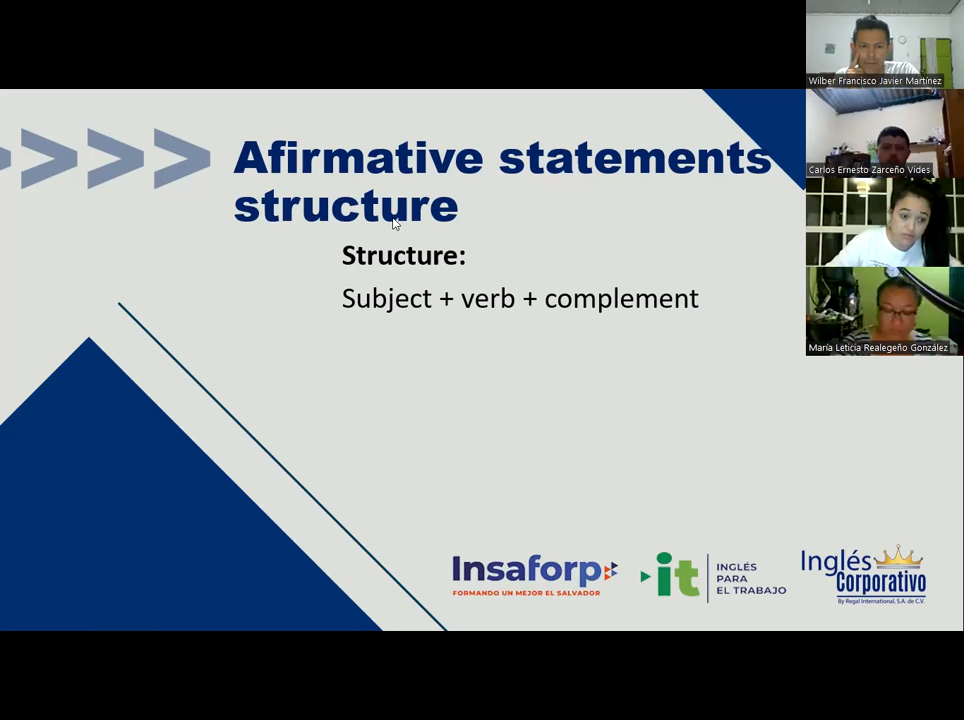 Wilber Francisco Javier Martínez
Carlos Ernesto Zarceño Vides
María Leticia Realegeño González
>>>>
Afirmative statements
structure
Structure:
Subject + verb + complement
Insaforp
FORMANDO UN MEJOR EL SALVADOR
it
INGLÉS
PARA
EL TRABAJO
Inglés
Corporativo
By Regal International, S.A. de C.V.